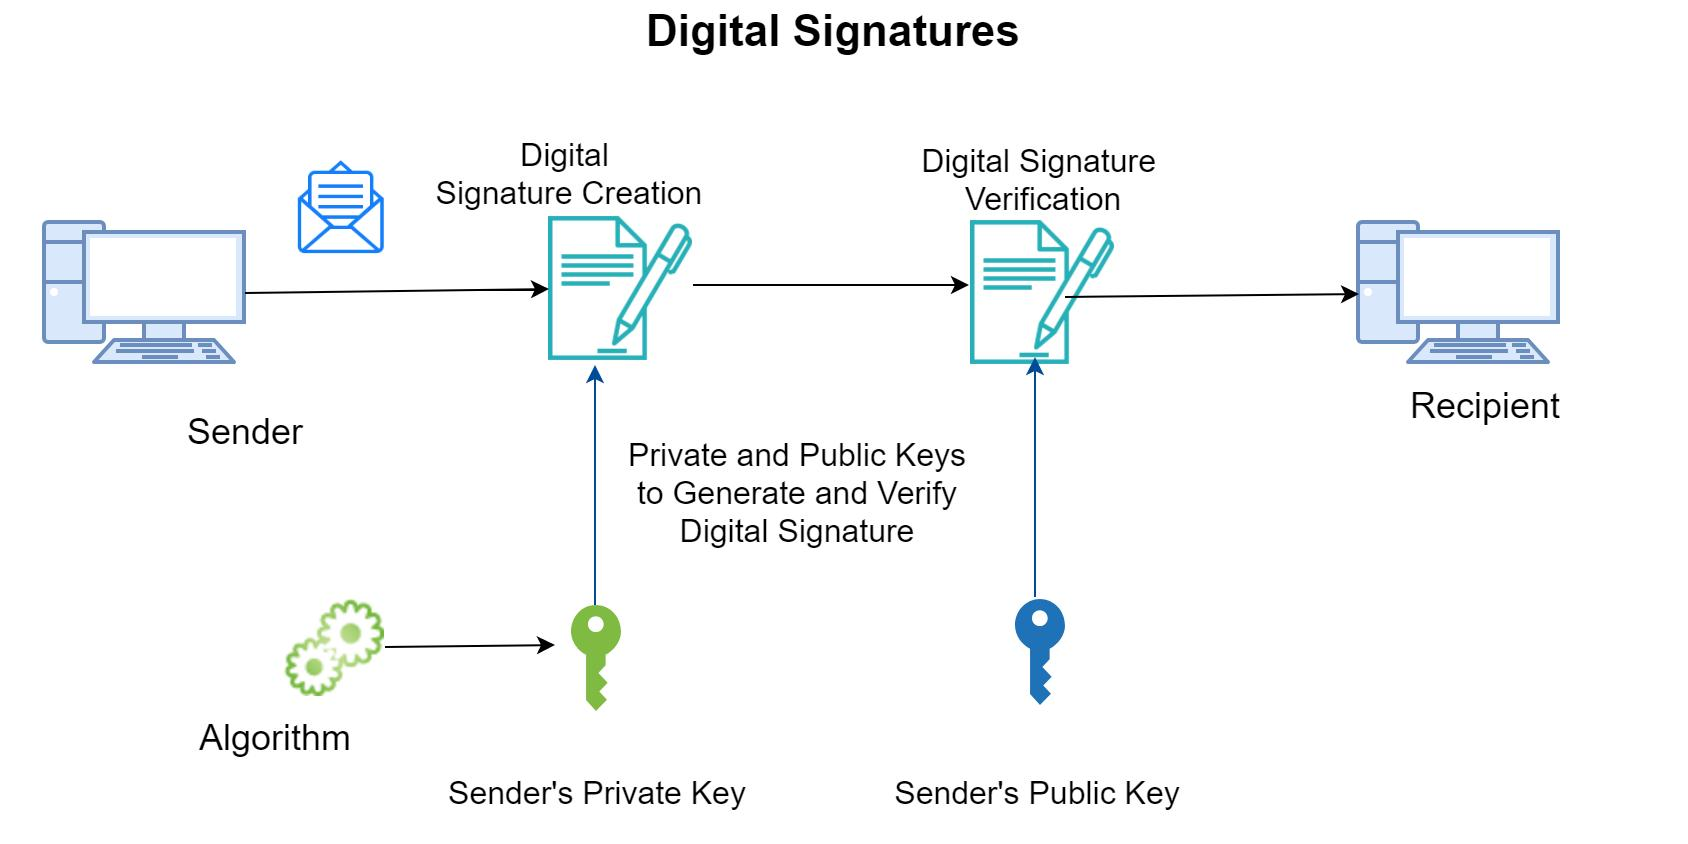 Digital Signatures
Digital
Signature Creation
Digital Signature
Verification
Sender
Recipient
Private and Public Keys
to Generate and Verify
Digital Signature
Algorithm
Sender's Private Key
Sender's Public Key